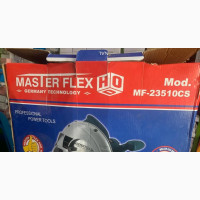 MASTER FLEX HQ
GERMANY TECHNOLOGY
Mod.
MF-23510CS
PROFESSIONAL
POWER TOOLS